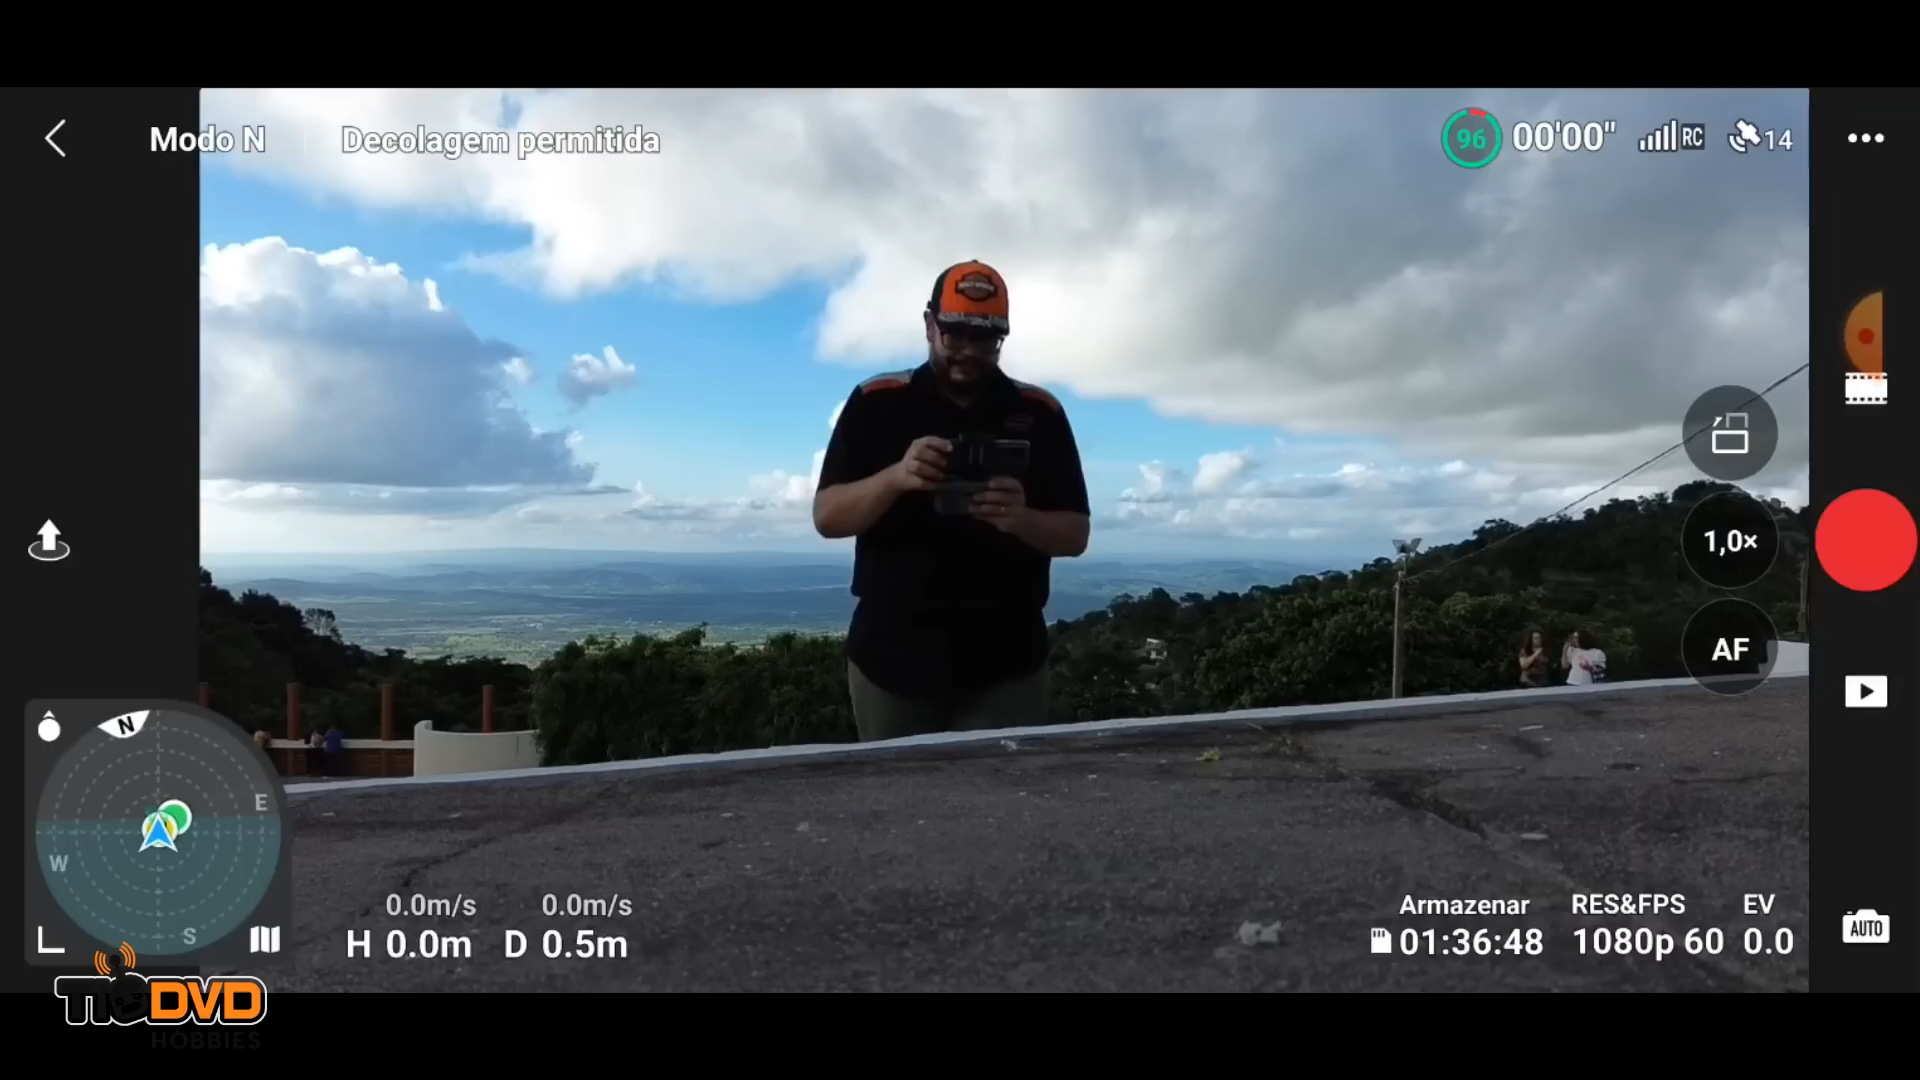 Modo N
Decolagem permitida
96
00'00"
RC
14
1,0×
AF
N
E
W
S
0.0m/s
0.0m/s
H 0.0m
D 0.5m
Armazenar
01:36:48
RES&FPS
1080p 60
EV
0.0
AUTO
TIODVD
HOBBIES